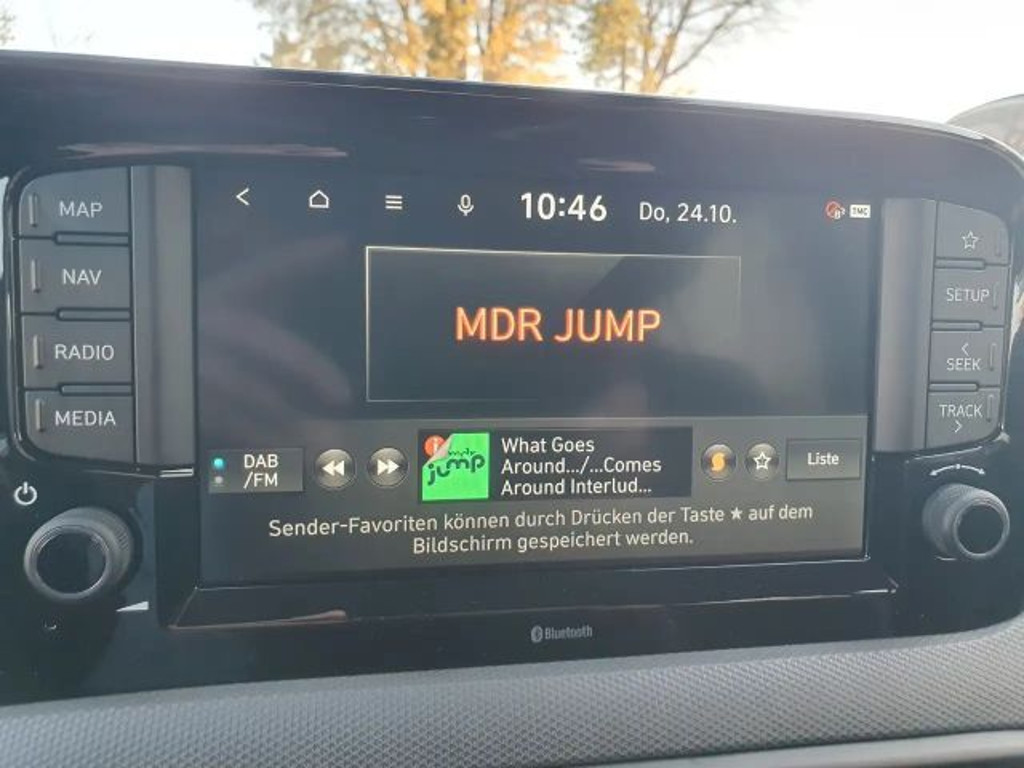 10:46 Do, 24.10.
TMC
MAP
NAV
RADIO
MEDIA
MDR JUMP
SETUP
SEEK
TRACK
DAB
/FM
mdr
jump
What Goes
Around.../...Comes
Around Interlud...
Liste
Sender-Favoriten können durch Drücken der Taste ★ auf dem
Bildschirm gespeichert werden.
Bluetooth